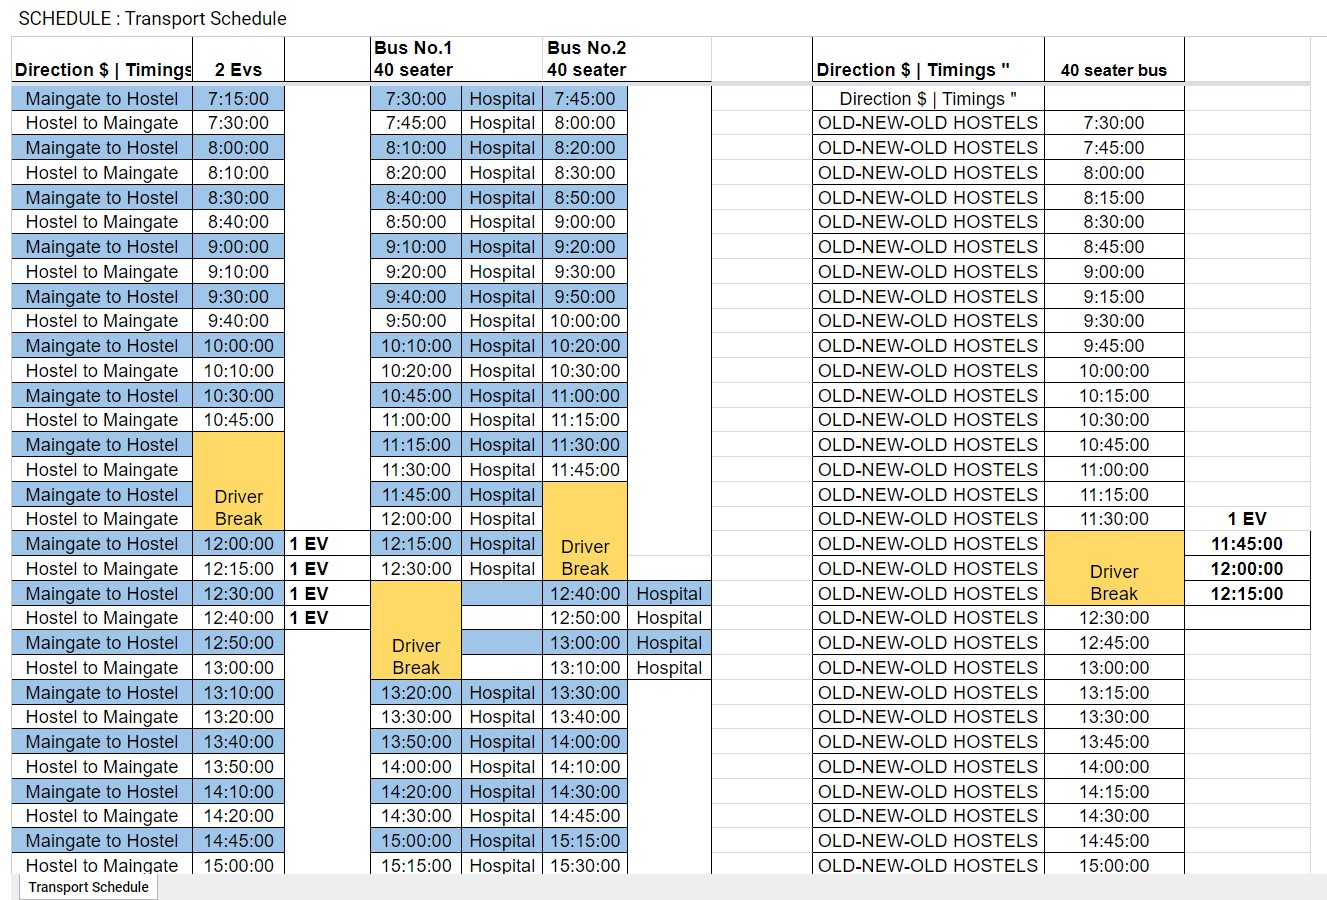 SCHEDULE : Transport Schedule
Bus No.1 Bus No.2
Direction $ | Timings 2 Evs 40 seater 40 seater Direction $ | Timings " 40 seater bus
Maingate to Hostel 7:15:00 7:30:00 Hospital 7:45:00 Direction $ | Timings "
Hostel to Maingate 7:30:00 7:45:00 Hospital 8:00:00 OLD-NEW-OLD HOSTELS 7:30:00
Maingate to Hostel 8:00:00 8:10:00 Hospital 8:20:00 OLD-NEW-OLD HOSTELS 7:45:00
Hostel to Maingate 8:10:00 8:20:00 Hospital 8:30:00 OLD-NEW-OLD HOSTELS 8:00:00
Maingate to Hostel 8:30:00 8:40:00 Hospital 8:50:00 OLD-NEW-OLD HOSTELS 8:15:00
Hostel to Maingate 8:40:00 8:50:00 Hospital 9:00:00 OLD-NEW-OLD HOSTELS 8:30:00
Maingate to Hostel 9:00:00 9:10:00 Hospital 9:20:00 OLD-NEW-OLD HOSTELS 8:45:00
Hostel to Maingate 9:10:00 9:20:00 Hospital 9:30:00 OLD-NEW-OLD HOSTELS 9:00:00
Maingate to Hostel 9:30:00 9:40:00 Hospital 9:50:00 OLD-NEW-OLD HOSTELS 9:15:00
Hostel to Maingate 9:40:00 9:50:00 Hospital 10:00:00 OLD-NEW-OLD HOSTELS 9:30:00
Maingate to Hostel 10:00:00 10:10:00 Hospital 10:20:00 OLD-NEW-OLD HOSTELS 9:45:00
Hostel to Maingate 10:10:00 10:20:00 Hospital 10:30:00 OLD-NEW-OLD HOSTELS 10:00:00
Maingate to Hostel 10:30:00 10:45:00 Hospital 11:00:00 OLD-NEW-OLD HOSTELS 10:15:00
Hostel to Maingate 10:45:00 11:00:00 Hospital 11:15:00 OLD-NEW-OLD HOSTELS 10:30:00
Maingate to Hostel 11:15:00 Hospital 11:30:00 OLD-NEW-OLD HOSTELS 10:45:00
Hostel to Maingate 11:30:00 Hospital 11:45:00 OLD-NEW-OLD HOSTELS 11:00:00
Maingate to Hostel Driver 11:45:00 Hospital OLD-NEW-OLD HOSTELS 11:15:00
Hostel to Maingate Break 12:00:00 Hospital OLD-NEW-OLD HOSTELS 11:30:00 1 EV
Maingate to Hostel 12:00:00 1 EV 12:15:00 Hospital Driver OLD-NEW-OLD HOSTELS 11:45:00
Hostel to Maingate 12:15:00 1 EV 12:30:00 Hospital Break OLD-NEW-OLD HOSTELS Driver 12:00:00
Maingate to Hostel 12:30:00 1 EV 12:40:00 Hospital OLD-NEW-OLD HOSTELS Break 12:15:00
Hostel to Maingate 12:40:00 1 EV 12:50:00 Hospital OLD-NEW-OLD HOSTELS 12:30:00
Maingate to Hostel 12:50:00 Driver 13:00:00 Hospital OLD-NEW-OLD HOSTELS 12:45:00
Hostel to Maingate 13:00:00 Break 13:10:00 Hospital OLD-NEW-OLD HOSTELS 13:00:00
Maingate to Hostel 13:10:00 13:20:00 Hospital 13:30:00 OLD-NEW-OLD HOSTELS 13:15:00
Hostel to Maingate 13:20:00 13:30:00 Hospital 13:40:00 OLD-NEW-OLD HOSTELS 13:30:00
Maingate to Hostel 13:40:00 13:50:00 Hospital 14:00:00 OLD-NEW-OLD HOSTELS 13:45:00
Hostel to Maingate 13:50:00 14:00:00 Hospital 14:10:00 OLD-NEW-OLD HOSTELS 14:00:00
Maingate to Hostel 14:10:00 14:20:00 Hospital 14:30:00 OLD-NEW-OLD HOSTELS 14:15:00
Hostel to Maingate 14:20:00 14:30:00 Hospital 14:45:00 OLD-NEW-OLD HOSTELS 14:30:00
Maingate to Hostel 14:45:00 15:00:00 Hospital 15:15:00 OLD-NEW-OLD HOSTELS 14:45:00
Hostel to Maingate 15:00:00 15:15:00 Hospital 15:30:00 OLD-NEW-OLD HOSTELS 15:00:00
Transport Schedule